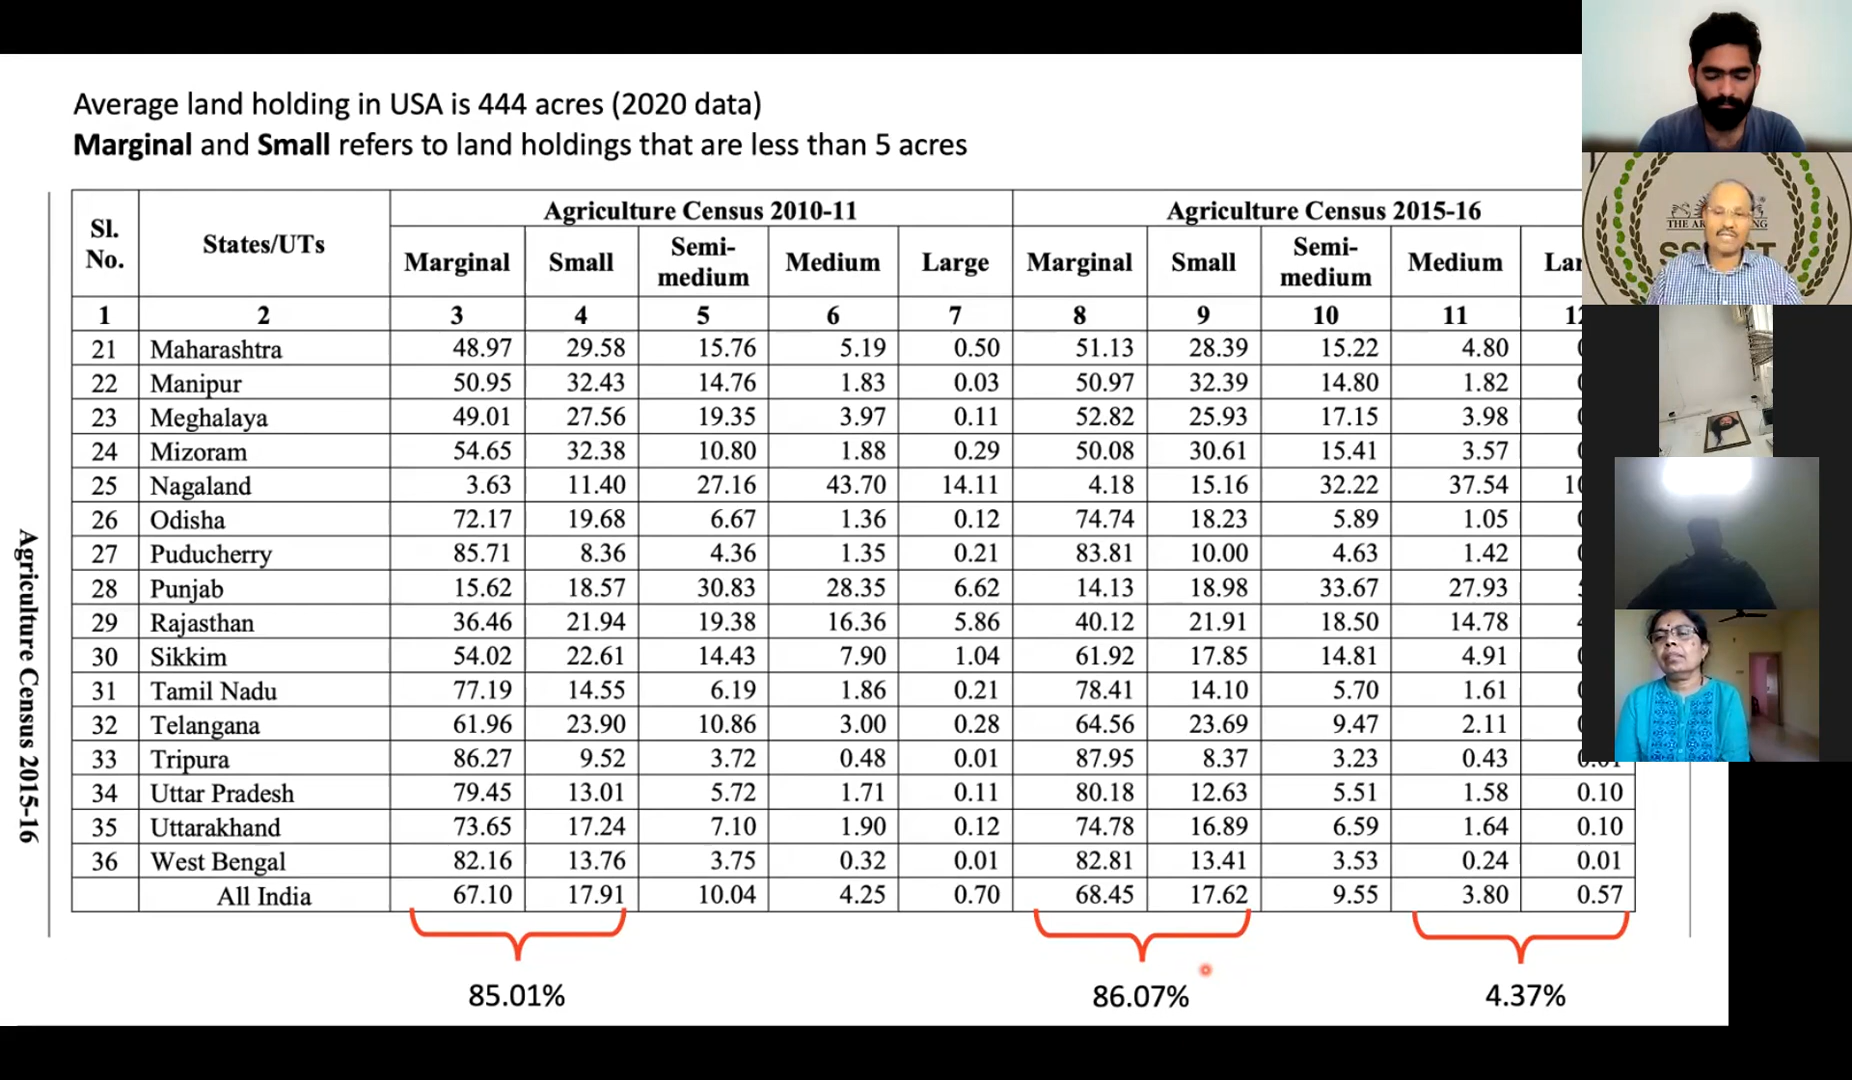 Average land holding in USA is 444 acres (2020 data)
Marginal and Small refers to land holdings that are less than 5 acres
Agriculture Census 2015-16
Sl. No. States/UTs Agriculture Census 2010-11 Agriculture Census 2015-16
Marginal Small Semi-medium Medium Large Marginal Small Semi-medium Medium
1 2 3 4 5 6 7 8 9 10 11
21 Maharashtra 48.97 29.58 15.76 5.19 0.50 51.13 28.39 15.22 4.80
22 Manipur 50.95 32.43 14.76 1.83 0.03 50.97 32.39 14.80 1.82
23 Meghalaya 49.01 27.56 19.35 3.97 0.11 52.82 25.93 17.15 3.98
24 Mizoram 54.65 32.38 10.80 1.88 0.29 50.08 30.61 15.41 3.57
25 Nagaland 3.63 11.40 27.16 43.70 14.11 4.18 15.16 32.22 37.54
26 Odisha 72.17 19.68 6.67 1.36 0.12 74.74 18.23 5.89 1.05
27 Puducherry 85.71 8.36 4.36 1.35 0.21 83.81 10.00 4.63 1.42
28 Punjab 15.62 18.57 30.83 28.35 6.62 14.13 18.98 33.67 27.93
29 Rajasthan 36.46 21.94 19.38 16.36 5.86 40.12 21.91 18.50 14.78
30 Sikkim 54.02 22.61 14.43 7.90 1.04 61.92 17.85 14.81 4.91
31 Tamil Nadu 77.19 14.55 6.19 1.86 0.21 78.41 14.10 5.70 1.61
32 Telangana 61.96 23.90 10.86 3.00 0.28 64.56 23.69 9.47 2.11
33 Tripura 86.27 9.52 3.72 0.48 0.01 87.95 8.37 3.23 0.43
34 Uttar Pradesh 79.45 13.01 5.72 1.71 0.11 80.18 12.63 5.51 1.58 0.10
35 Uttarakhand 73.65 17.24 7.10 1.90 0.12 74.78 16.89 6.59 1.64 0.10
36 West Bengal 82.16 13.76 3.75 0.32 0.01 82.81 13.41 3.53 0.24 0.01
All India 67.10 17.91 10.04 4.25 0.70 68.45 17.62 9.55 3.80 0.57
85.01% 86.07% 4.37%